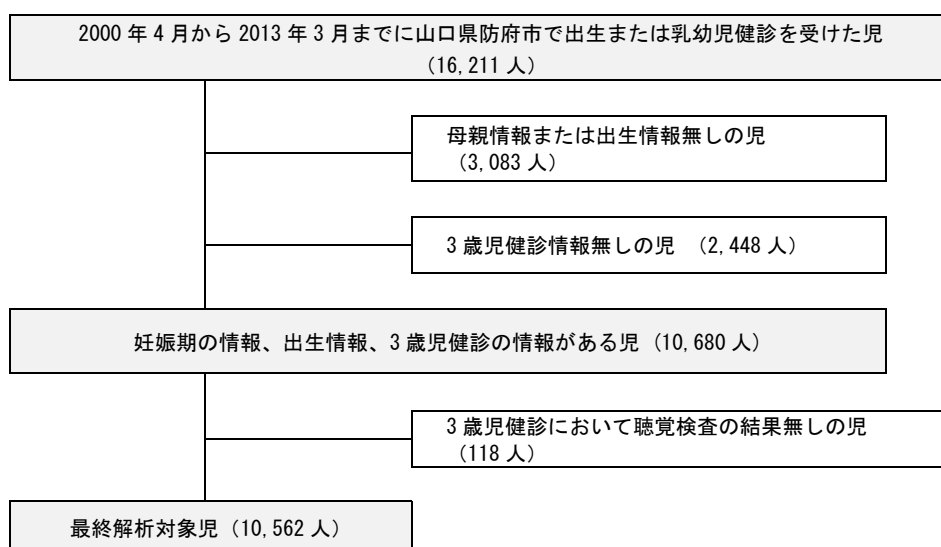 2000 年 4 月から 2013 年 3 月までに山口県防府市で出生または乳幼児健診を受けた児
（16,211 人）
母親情報または出生情報無しの児
（3,083 人）
3 歳児健診情報無しの児　（2,448 人）
妊娠期の情報、出生情報、3 歳児健診の情報がある児（10,680 人）
3 歳児健診において聴覚検査の結果無しの児
（118 人）
最終解析対象児（10,562 人）